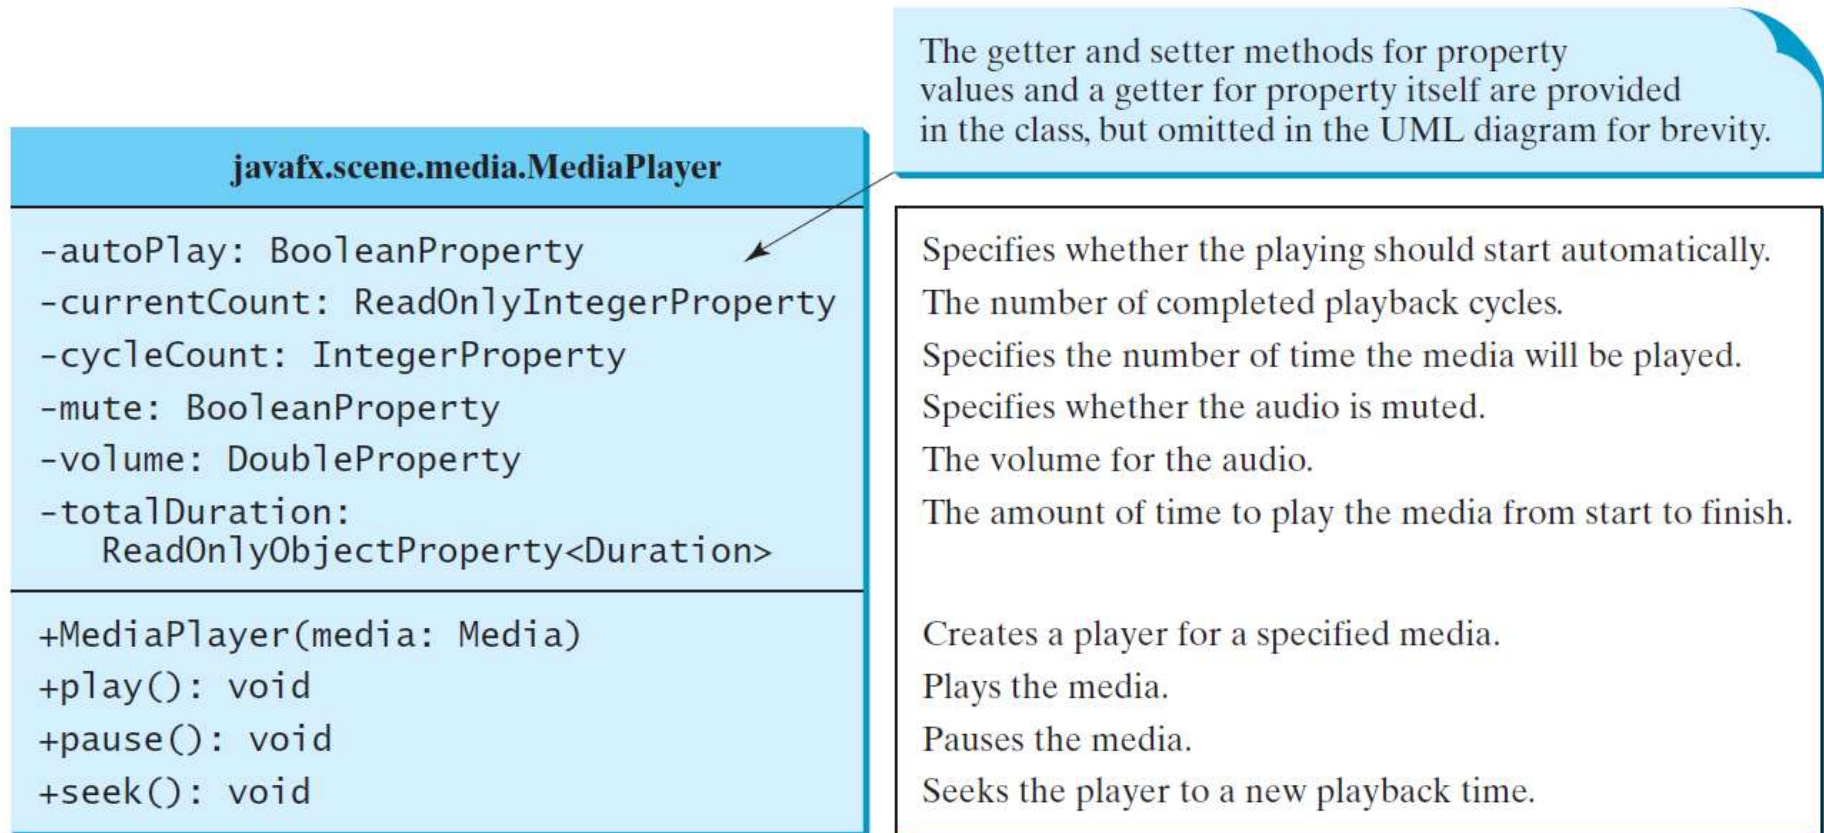 The getter and setter methods for property
values and a getter for property itself are provided
in the class, but omitted in the UML diagram for brevity.
javafx.scene.media.MediaPlayer
-autoPlay: BooleanProperty
-currentCount: ReadOnlyIntegerProperty
-cycleCount: IntegerProperty
-mute: BooleanProperty
-volume: DoubleProperty
-totalDuration:
ReadOnlyObjectProperty<Duration>
+MediaPlayer(media: Media)
+play(): void
+pause(): void
+seek(): void
Specifies whether the playing should start automatically.
The number of completed playback cycles.
Specifies the number of time the media will be played.
Specifies whether the audio is muted.
The volume for the audio.
The amount of time to play the media from start to finish.
Creates a player for a specified media.
Plays the media.
Pauses the media.
Seeks the player to a new playback time.